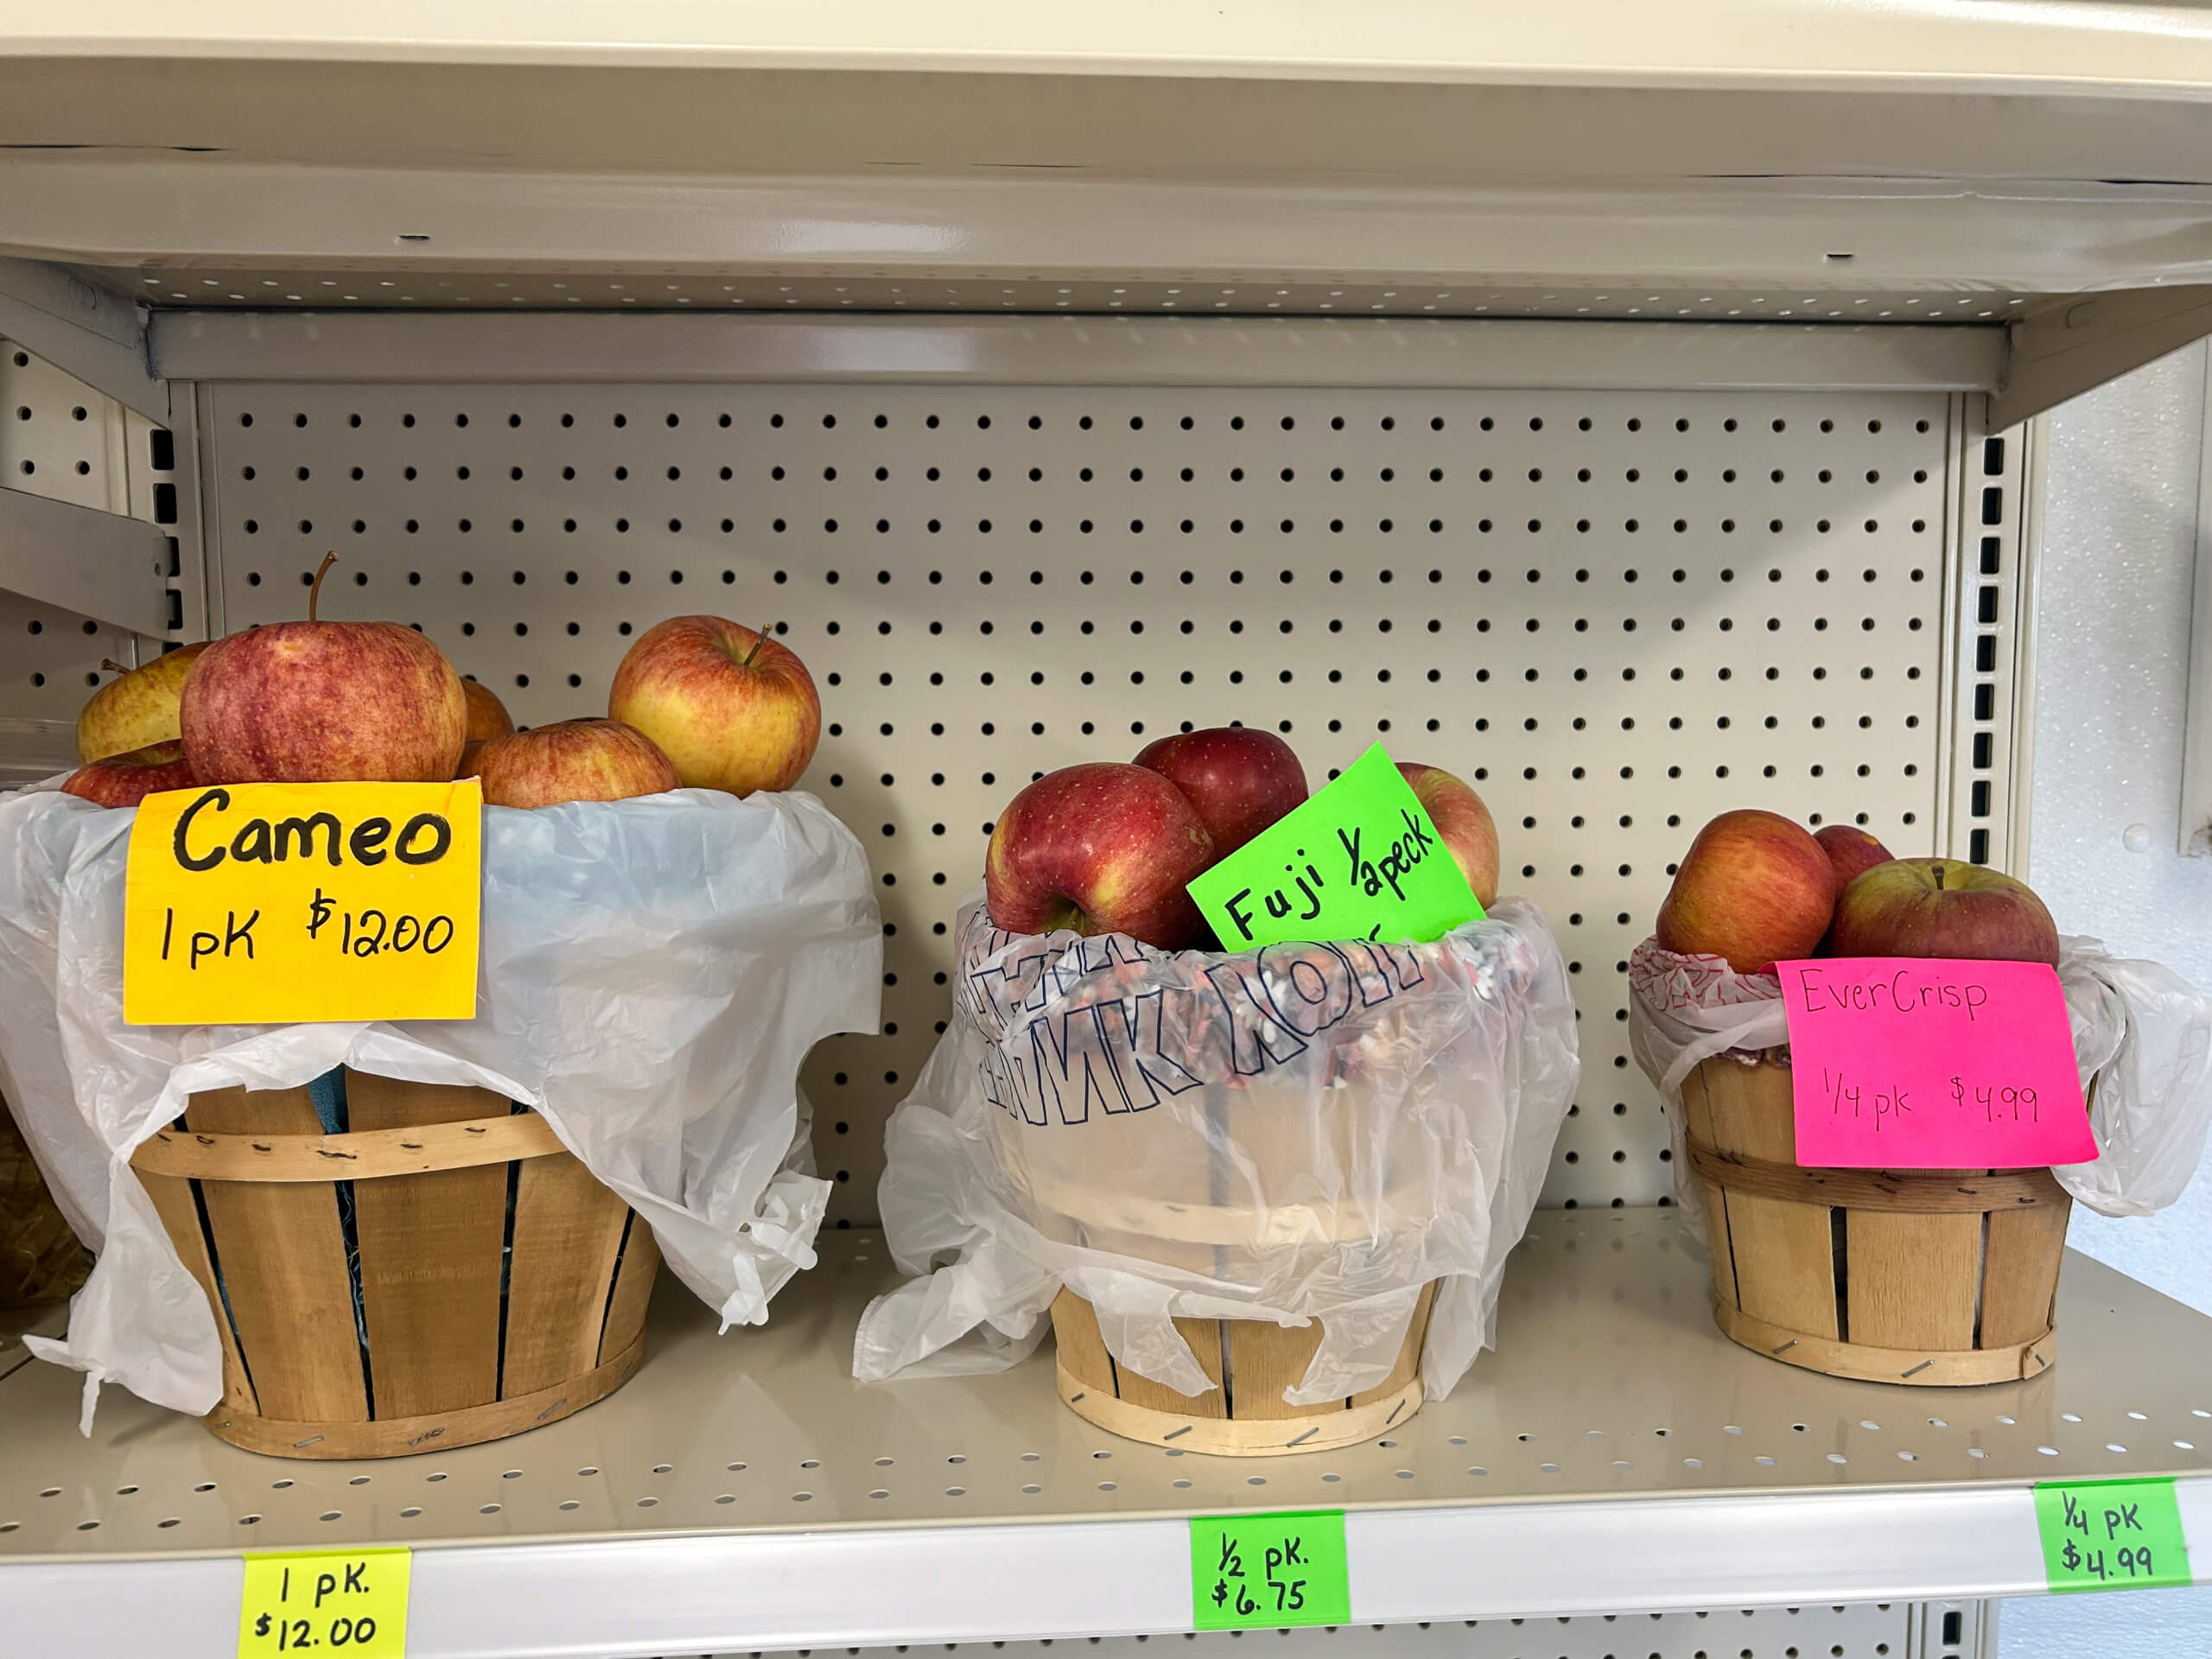 Cameo
1 pK $12.00
Fuji 1/2 peck
EverCrisp
1/4 pk $4.99
1 pK.
$12.00
1/2 pK.
$6.75
1/4 pK
$4.99